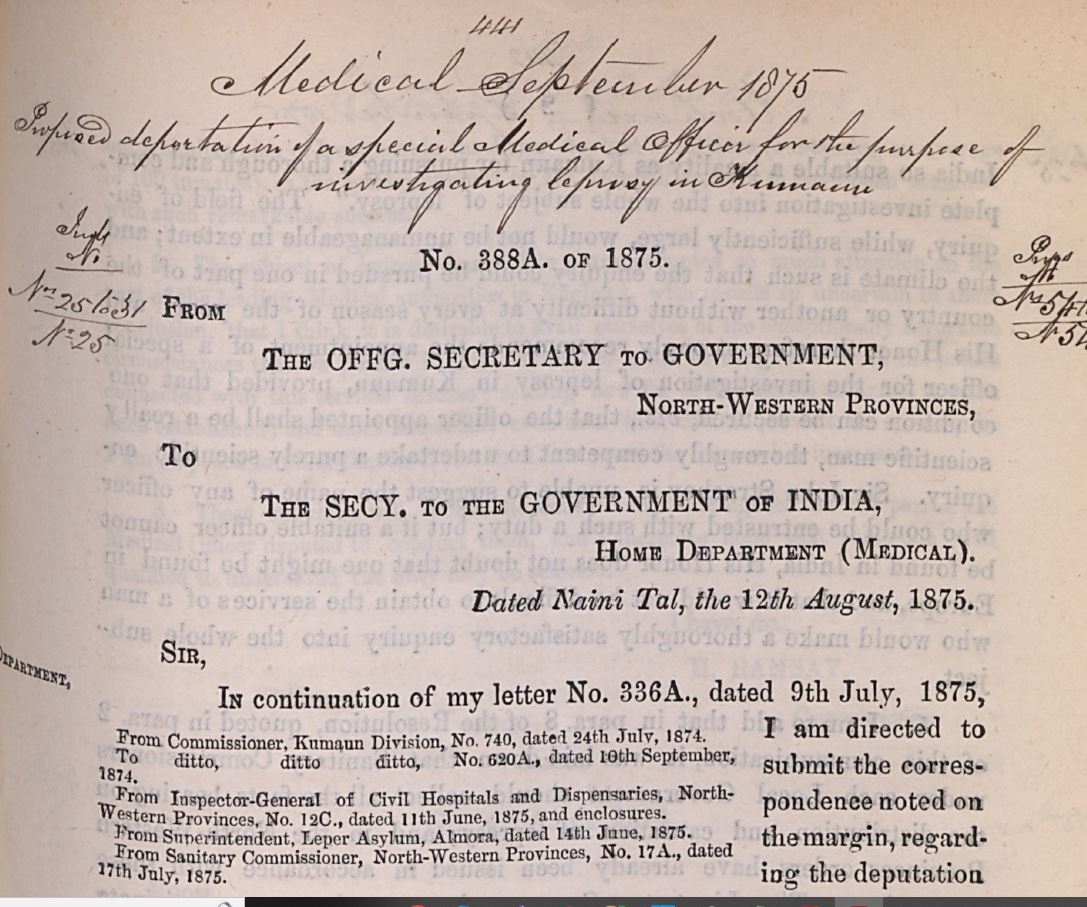 441
Medical September 1875
Proposed deportation of a special Medical Officer for the purpose of
investigating leprosy in Kumaun
No. 388A. OF 1875.
Nos 25 to 31
No 25
FROM
THE OFFG. SECRETARY TO GOVERNMENT,
NORTH-WESTERN PROVINCES,
TO
THE SECY. TO THE GOVERNMENT OF INDIA,
HOME DEPARTMENT (MEDICAL).
Dated Naini Tal, the 12th August, 1875.
SIR,
EPARTMENT,
IN continuation of my letter No. 336A., dated 9th July, 1875,
From Commissioner, Kumaun Division, No. 740, dated 24th July, 1874.
To ditto, ditto ditto, No. 620A., dated 10th September,
1874.
From Inspector-General of Civil Hospitals and Dispensaries, North-
Western Provinces, No. 12C., dated 11th June, 1875, and enclosures.
From Superintendent, Leper Asylum, Almora, dated 14th June, 1875.
From Sanitary Commissioner, North-Western Provinces, No. 17A., dated
17th July, 1875.
I am directed to
submit the corres-
pondence noted on
the margin, regard-
ing the deputation